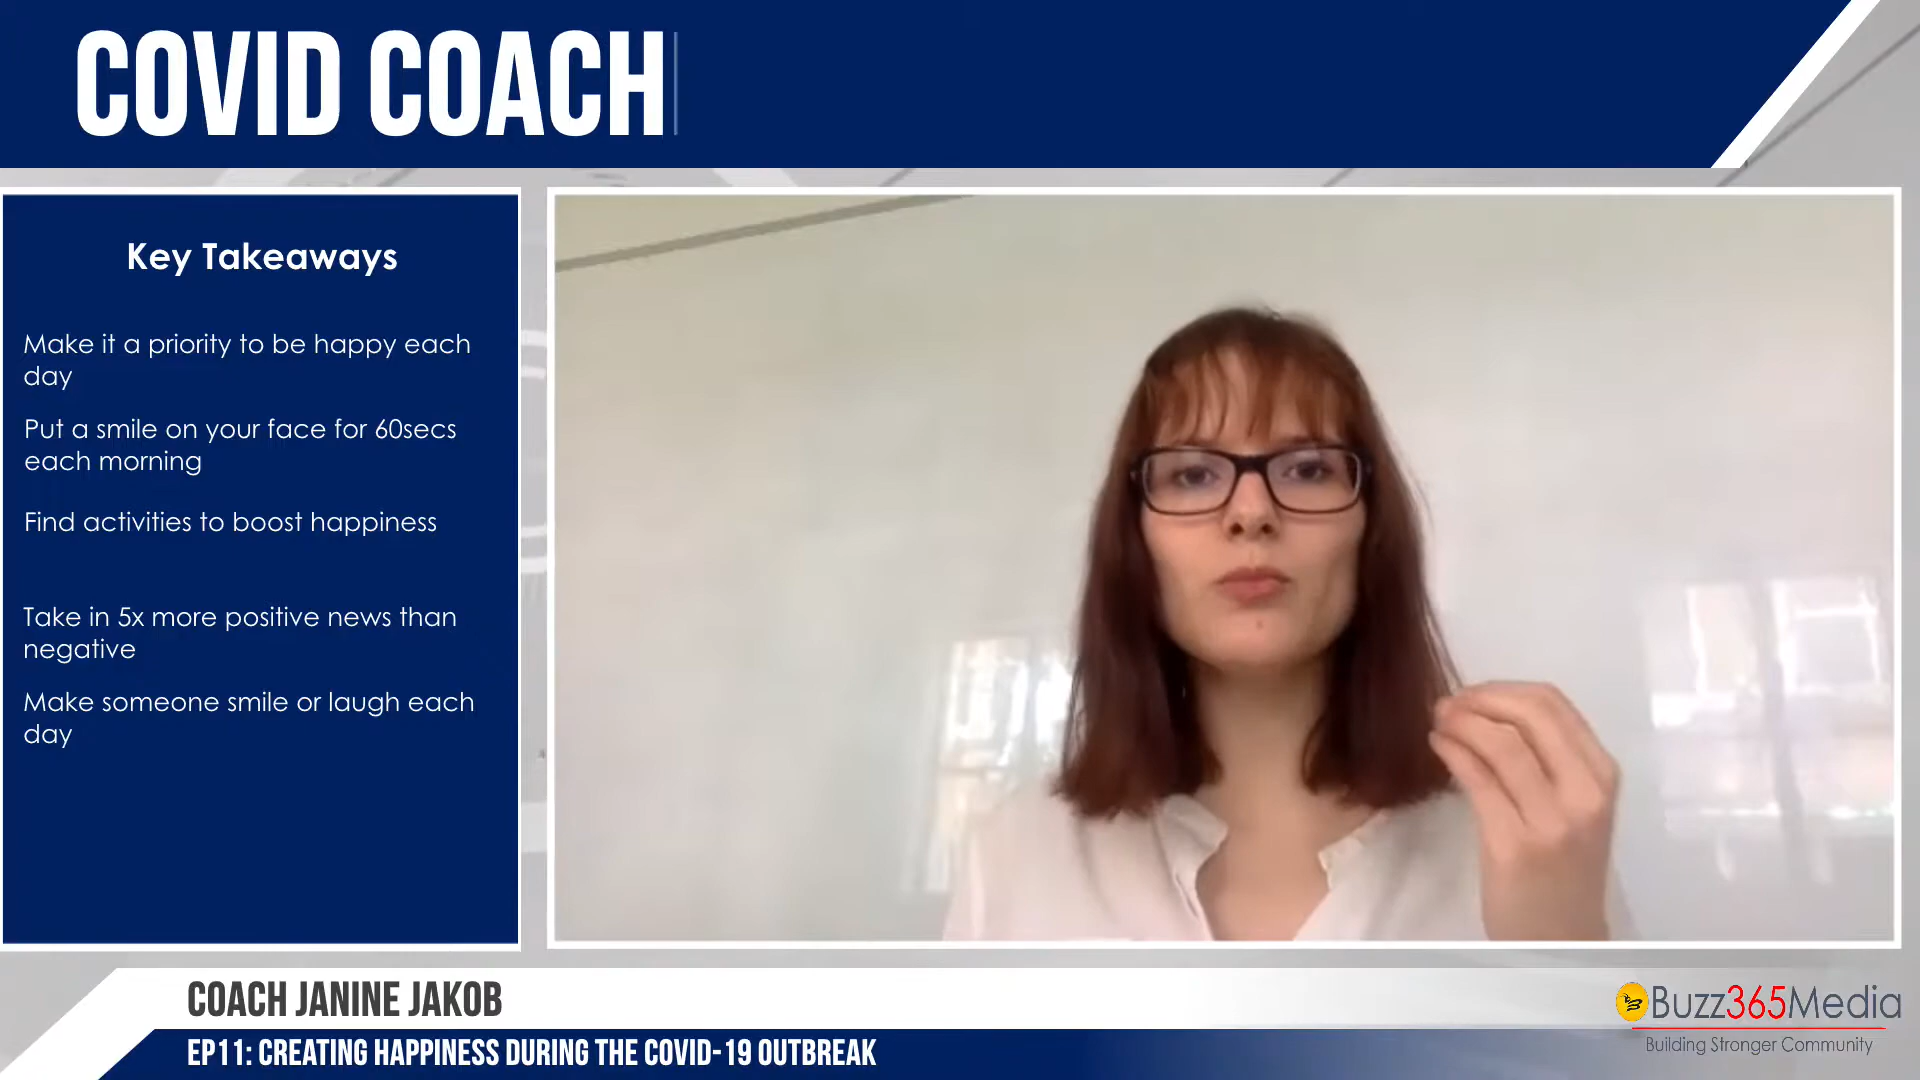 COVID COACH
Key Takeaways
Make it a priority to be happy each
day
Put a smile on your face for 60secs
each morning
Find activities to boost happiness
Take in 5x more positive news than
negative
Make someone smile or laugh each
day
COACH JANINE JAKOB
EP11: CREATING HAPPINESS DURING THE COVID-19 OUTBREAK
Buzz365Media
Building Stronger Community